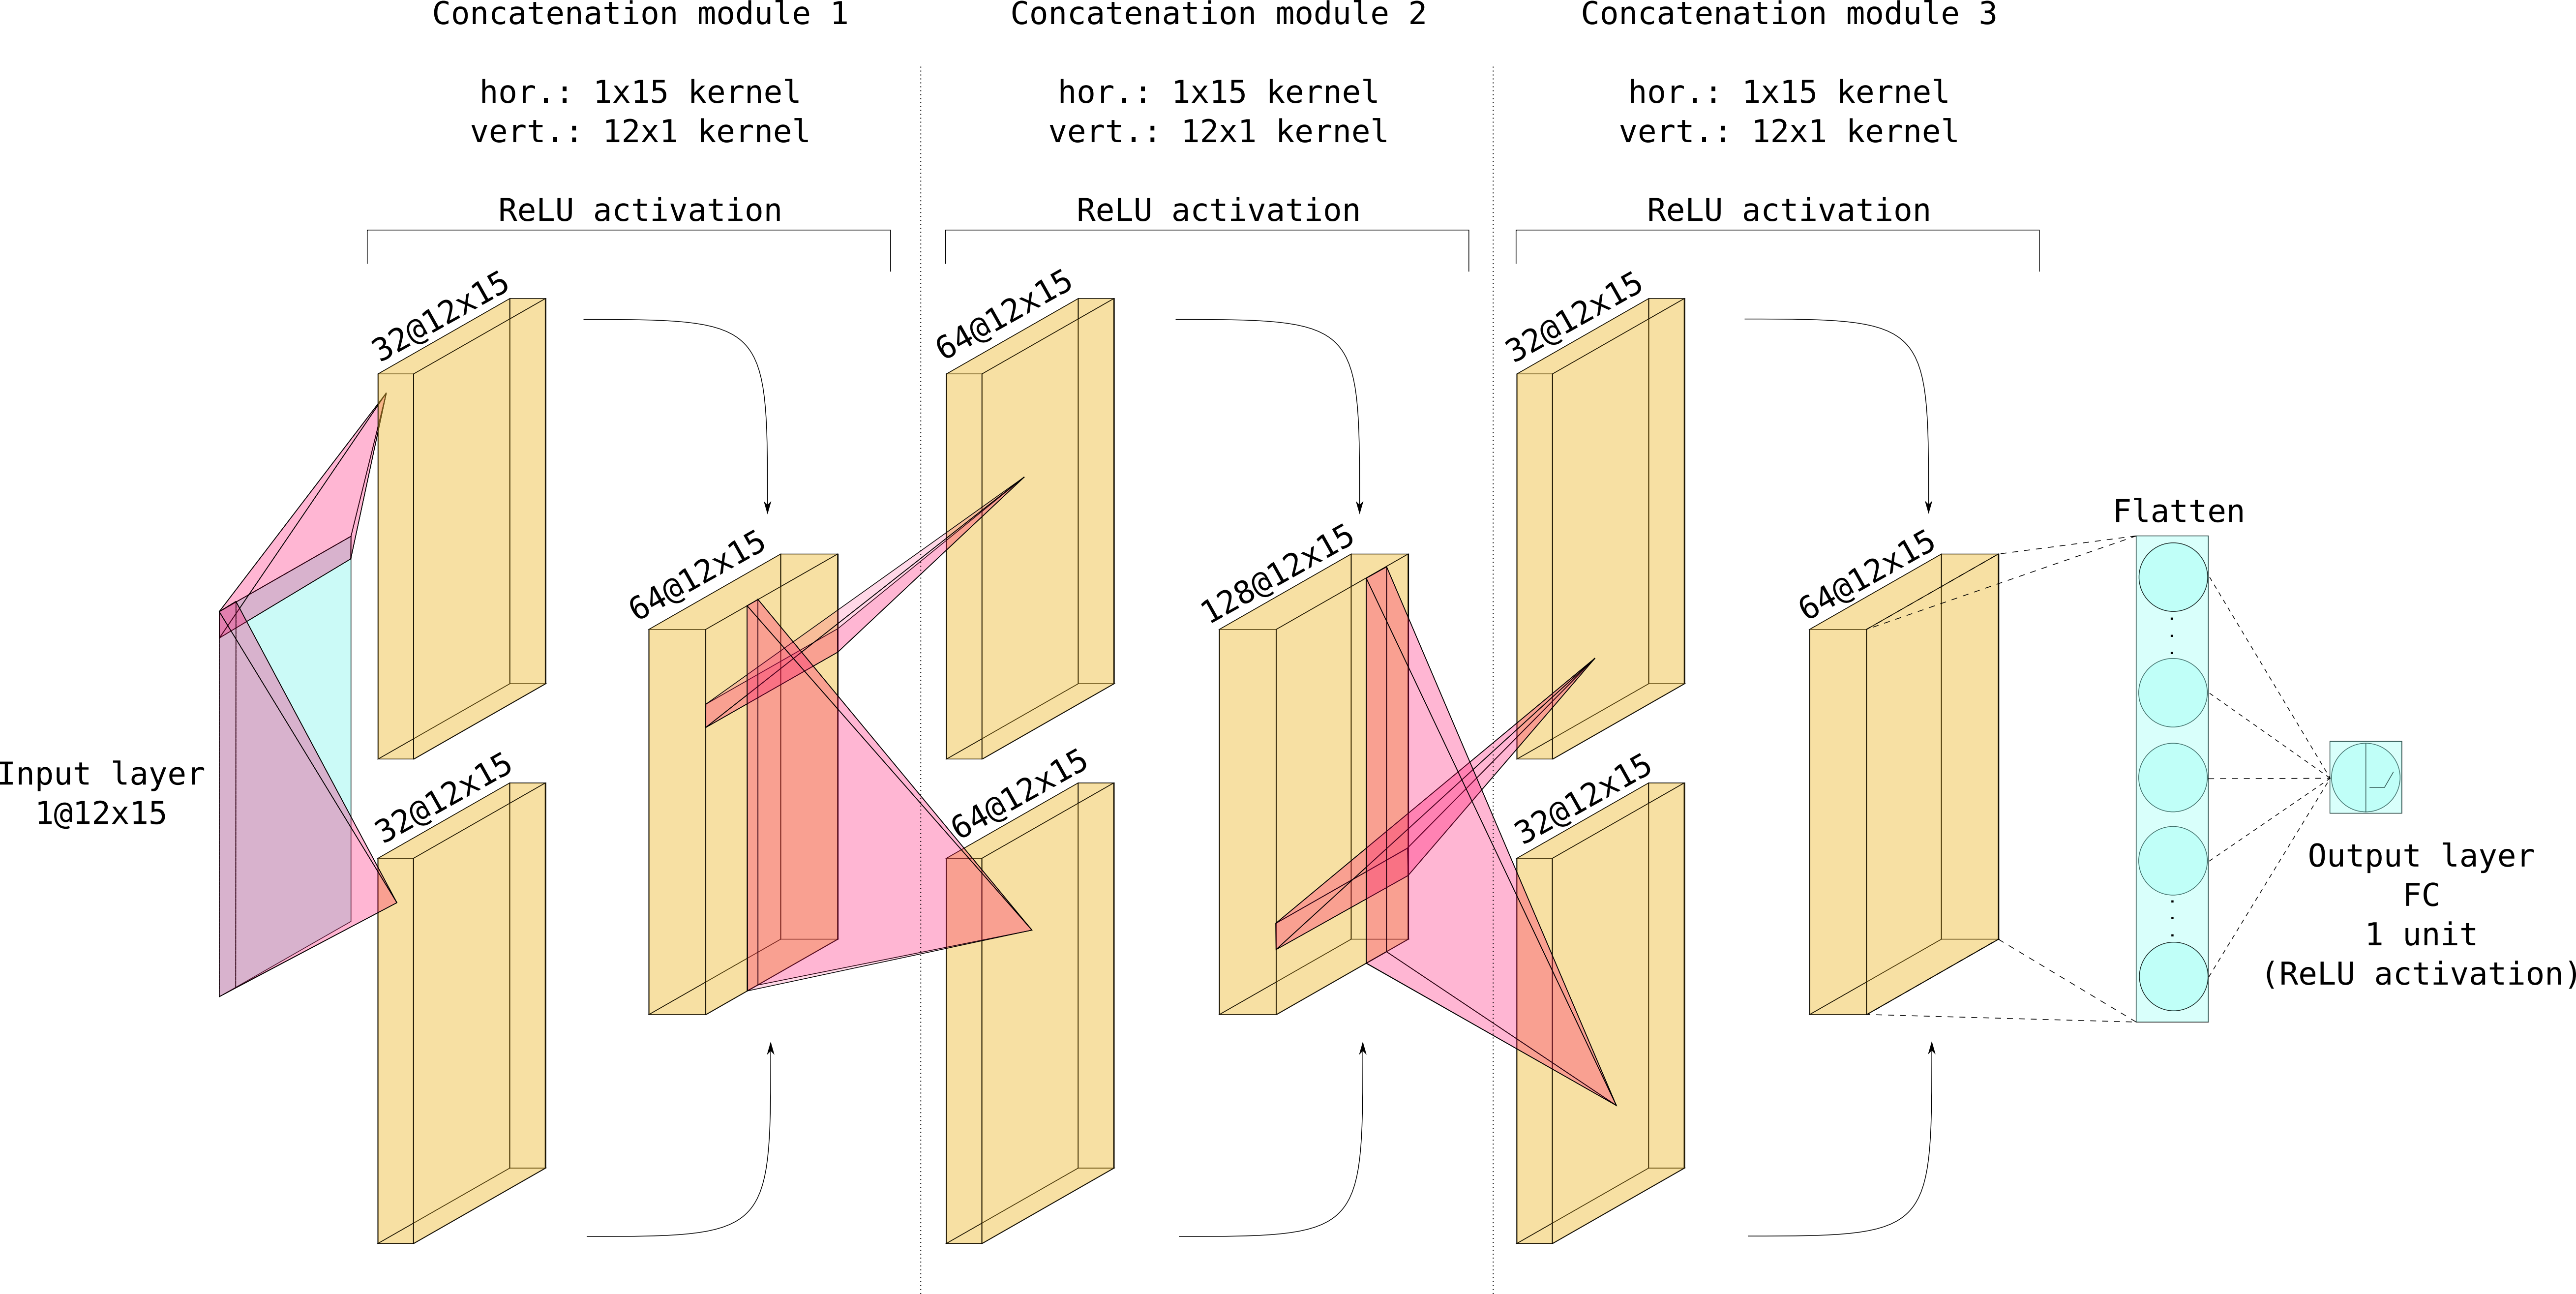 Concatenation module 1
hor.: 1x15 kernel
vert.: 12x1 kernel
ReLU activation
Concatenation module 2
hor.: 1x15 kernel
vert.: 12x1 kernel
ReLU activation
Concatenation module 3
hor.: 1x15 kernel
vert.: 12x1 kernel
ReLU activation
Input layer
1@12x15
32@12x15
32@12x15
64@12x15
64@12x15
64@12x15
128@12x15
32@12x15
32@12x15
64@12x15
Flatten
Output layer
FC
1 unit
(ReLU activation)